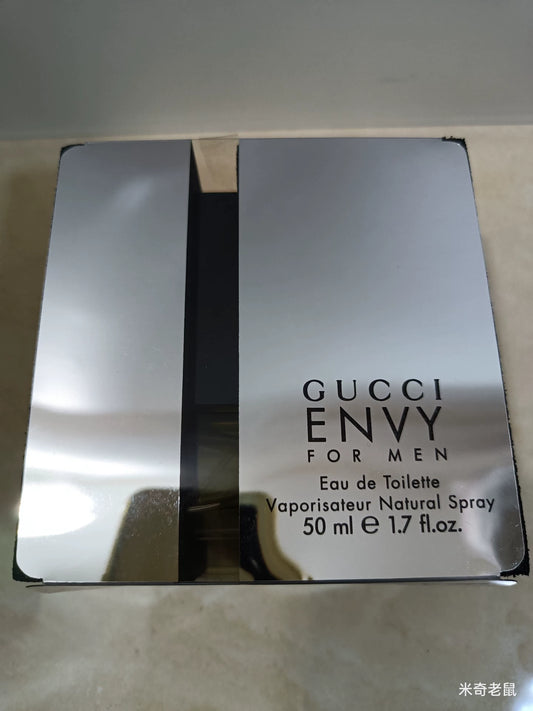 GUCCI
ENVY
FOR MEN
Eau de Toilette
Vaporisateur Natural Spray
50 ml e 1.7 fl.oz.
米奇老鼠